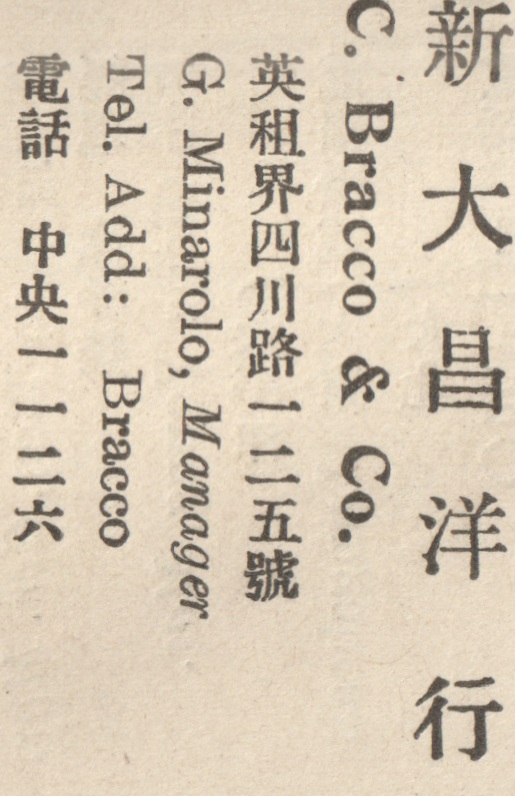 新大昌洋行
C. Bracco & Co.
英租界四川路一二五號
G. Minarolo, Manager
Tel. Add: Bracco
電話 中央一一二六